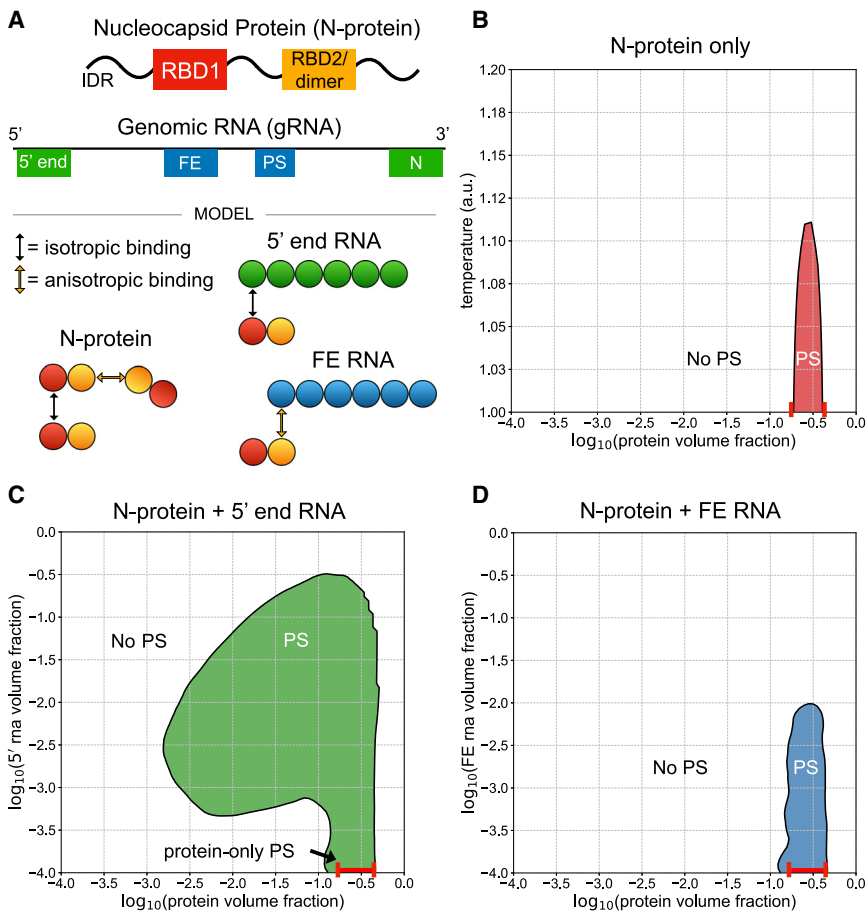 A
Nucleocapsid Protein (N-protein)
IDR
RBD1
RBD2/
dimer
Genomic RNA (gRNA)
5'
3'
5' end
FE
PS
N
MODEL
= isotropic binding
= anisotropic binding
5' end RNA
N-protein
FE RNA
B
N-protein only
temperature (a.u.)
1.20
1.18
1.15
1.12
1.10
1.07
1.05
1.03
1.00
No PS
PS
−4.0 −3.5 −3.0 −2.5 −2.0 −1.5 −1.0 −0.5 0.0
log10(protein volume fraction)
C
N-protein + 5' end RNA
log10(5' rna volume fraction)
0.0
−0.5
−1.0
−1.5
−2.0
−2.5
−3.0
−3.5
−4.0
No PS
PS
protein-only PS
−4.0 −3.5 −3.0 −2.5 −2.0 −1.5 −1.0 −0.5 0.0
log10(protein volume fraction)
D
N-protein + FE RNA
log10(FE rna volume fraction)
0.0
−0.5
−1.0
−1.5
−2.0
−2.5
−3.0
−3.5
−4.0
No PS
PS
−4.0 −3.5 −3.0 −2.5 −2.0 −1.5 −1.0 −0.5 0.0
log10(protein volume fraction)